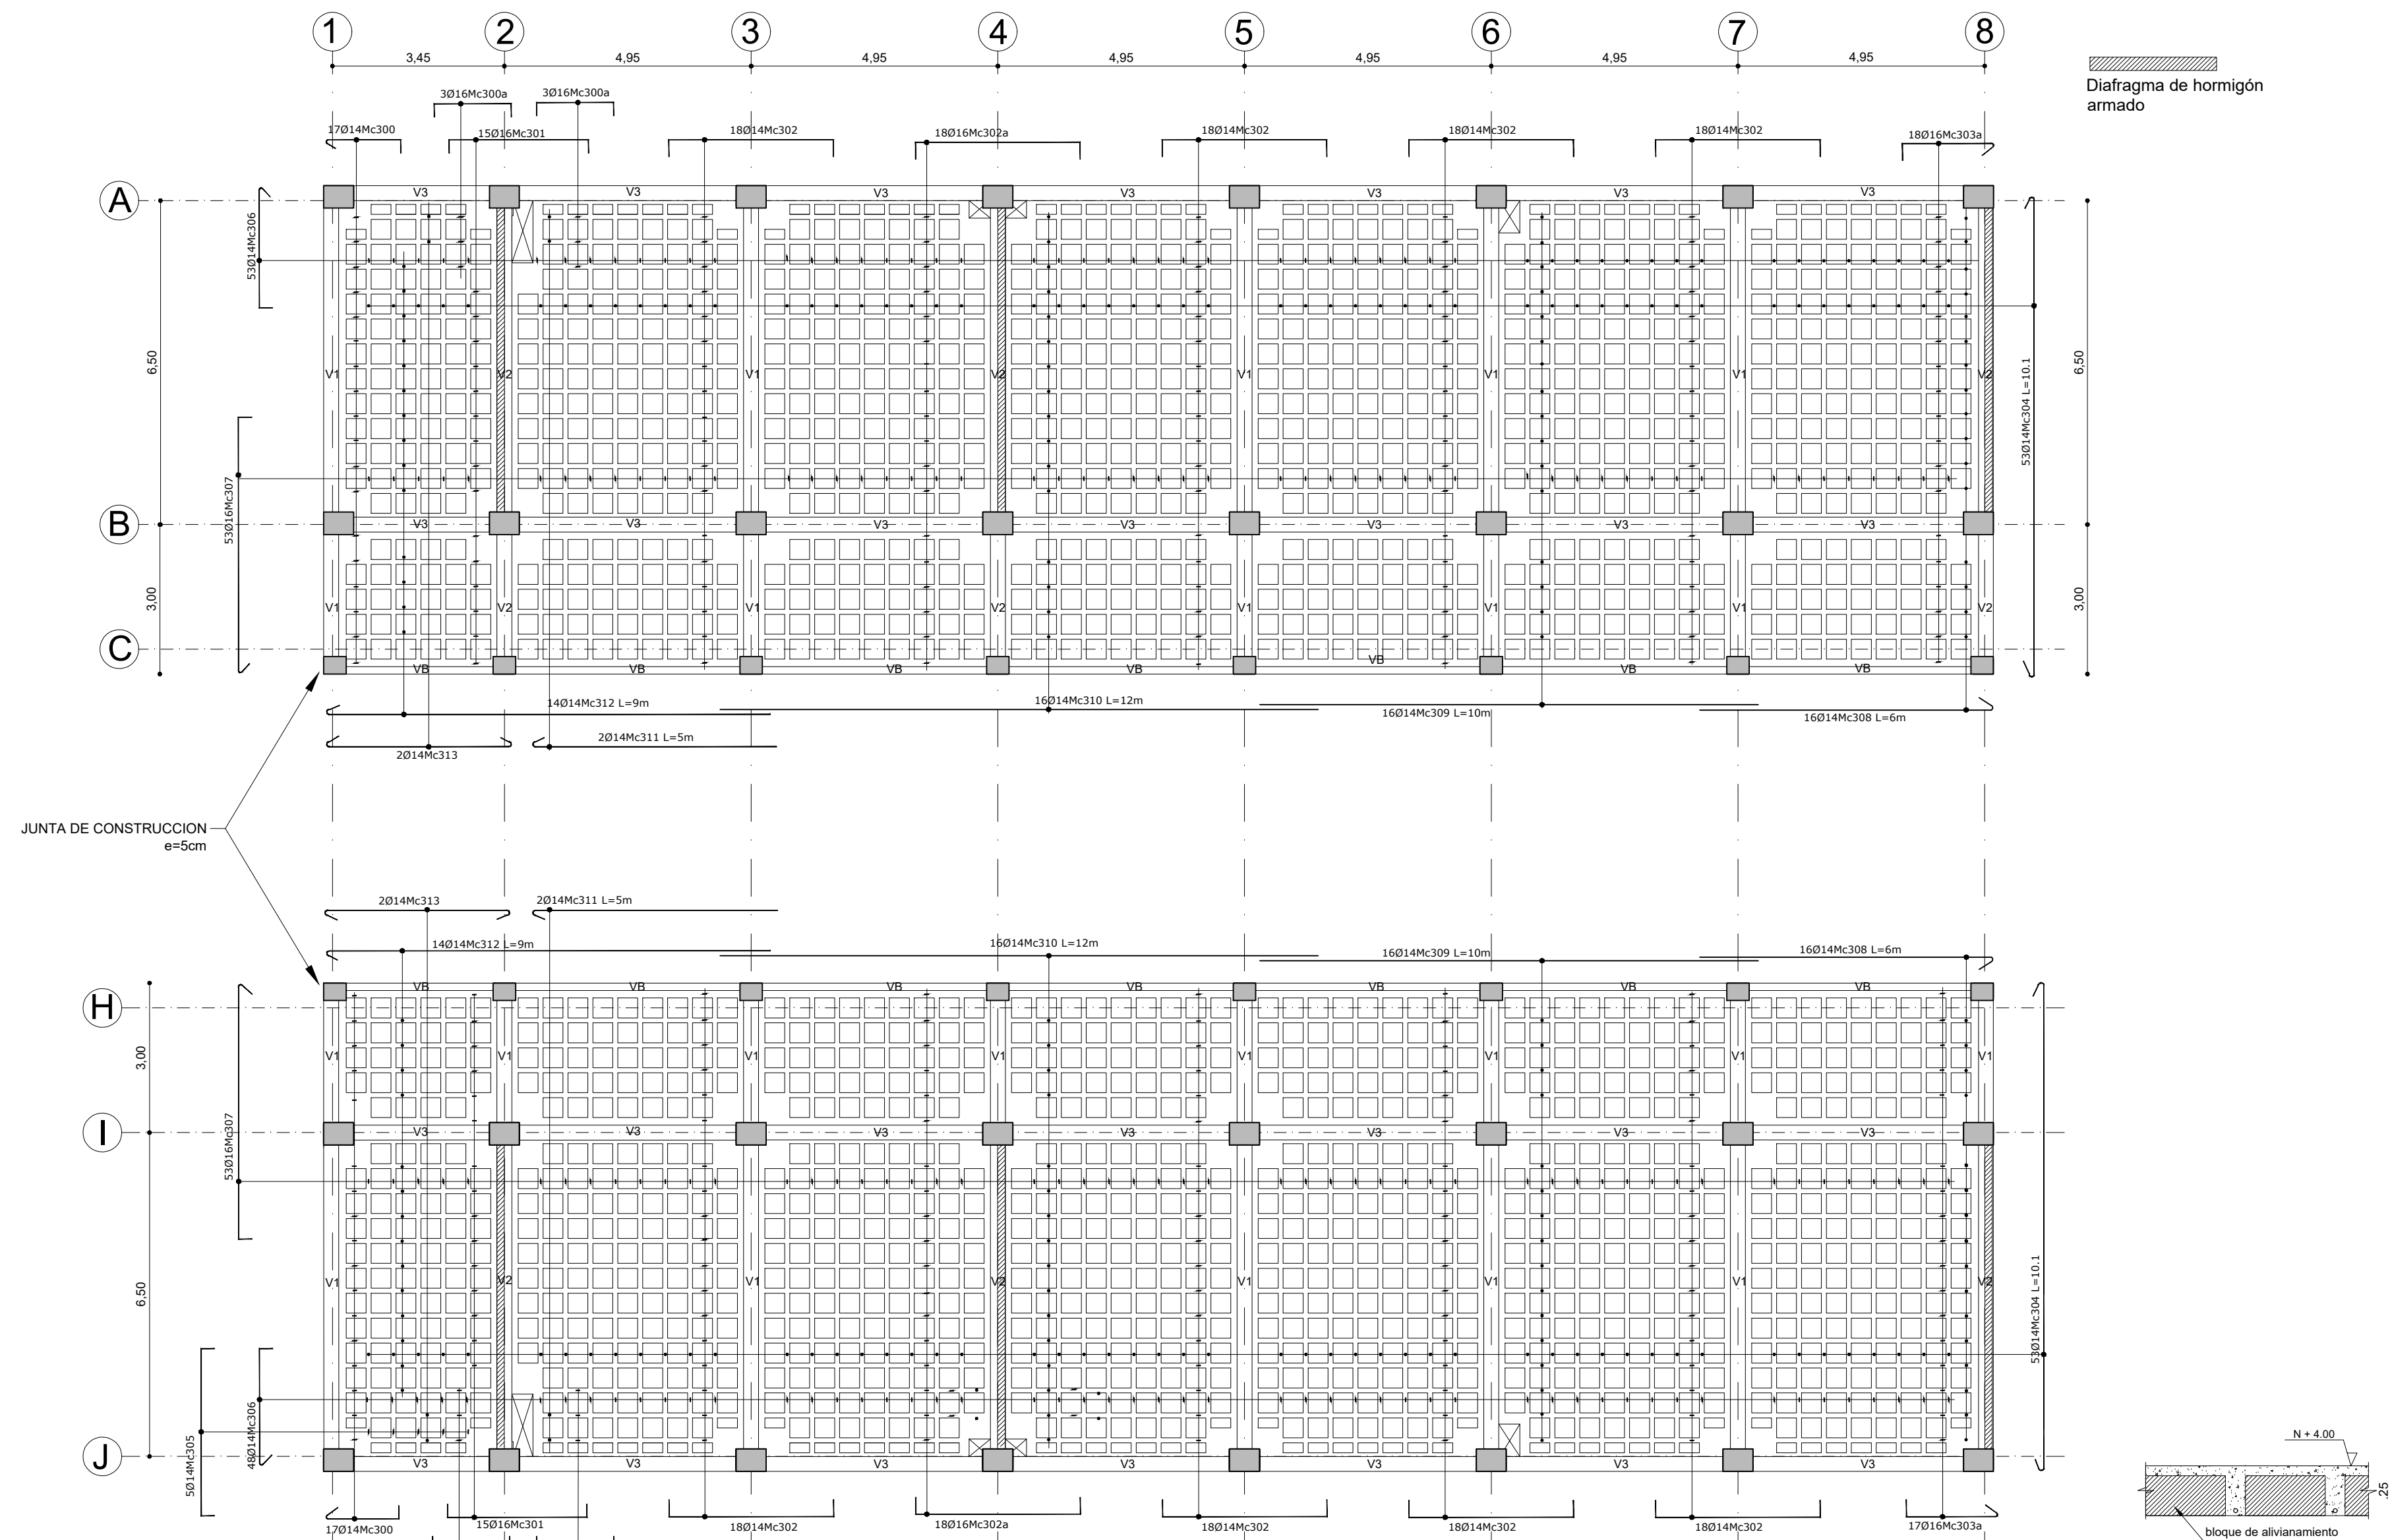 1 2 3 4 5 6 7 8
3,45 4,95 4,95 4,95 4,95 4,95 4,95
Diafragma de hormigón
armado
3Ø16Mc300a 3Ø16Mc300a
17Ø14Mc300 15Ø16Mc301 18Ø14Mc302 18Ø16Mc302a 18Ø14Mc302 18Ø14Mc302 18Ø14Mc302 18Ø16Mc303a
A
V3 V3 V3 V3 V3 V3 V3
53Ø14Mc306
6,50
V1 V2 V1 V2 V1 V1 V1 V2
6,50
53Ø14Mc304 L=10.1
53Ø16Mc307
B
V3 V3 V3 V3 V3 V3 V3
3,00
V1 V2 V1 V2 V1 V1 V1 V2
3,00
C
VB VB VB VB VB VB VB
14Ø14Mc312 L=9m 16Ø14Mc310 L=12m 16Ø14Mc309 L=10m 16Ø14Mc308 L=6m
2Ø14Mc313 2Ø14Mc311 L=5m
JUNTA DE CONSTRUCCION
e=5cm
2Ø14Mc313 2Ø14Mc311 L=5m
14Ø14Mc312 L=9m 16Ø14Mc310 L=12m 16Ø14Mc309 L=10m 16Ø14Mc308 L=6m
VB VB VB VB VB VB VB
H
3,00
V1 V1 V1 V1 V1 V1 V1 V1
53Ø16Mc307
I
V3 V3 V3 V3 V3 V3 V3
6,50
V1 V2 V1 V2 V1 V1 V1 V2
53Ø14Mc304 L=10.1
5Ø14Mc305
48Ø14Mc306
J
V3 V3 V3 V3 V3 V3 V3
17Ø14Mc300 15Ø16Mc301 18Ø14Mc302 18Ø16Mc302a 18Ø14Mc302 18Ø14Mc302 18Ø14Mc302 17Ø16Mc303a
N + 4.00
.25
bloque de alivianamiento